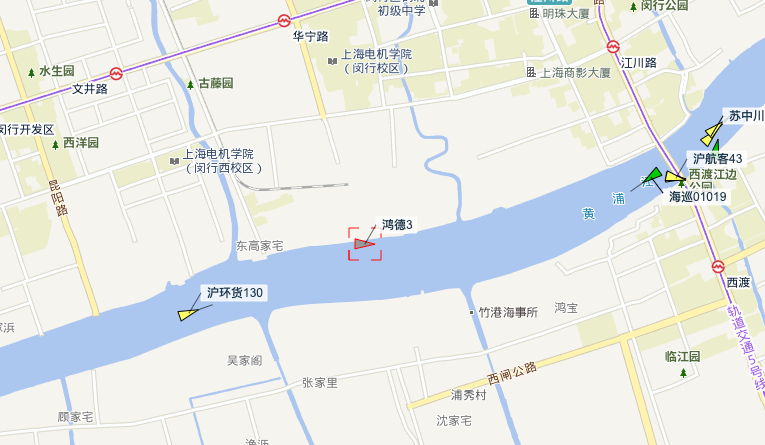 初级中学
明珠大厦
闵行公园
华宁路
上海电机学院
（闵行校区）
江川路
水生园
文井路
古藤园
上海商影大厦
苏中川
闵行开发区
西洋园
上海电机学院
（闵行西校区）
沪航客43
西渡江边
公园
江
海巡01019
昆阳路
黄
浦
鸿德3
东高家宅
西渡
沪环货130
竹港海事所
鸿宝
轨道交通5号线
家浜
吴家阁
临江园
西闸公路
张家里
浦秀村
顾家宅
沈家宅